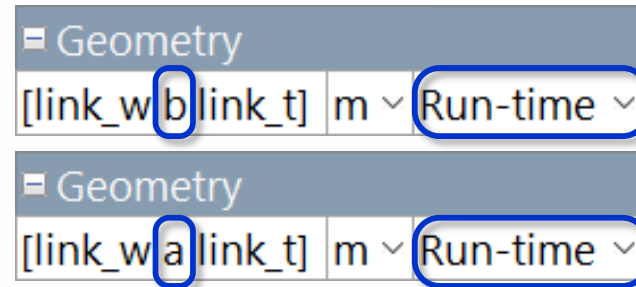 Geometry
[link_w b link_t] m Run-time
Geometry
[link_w a link_t] m Run-time